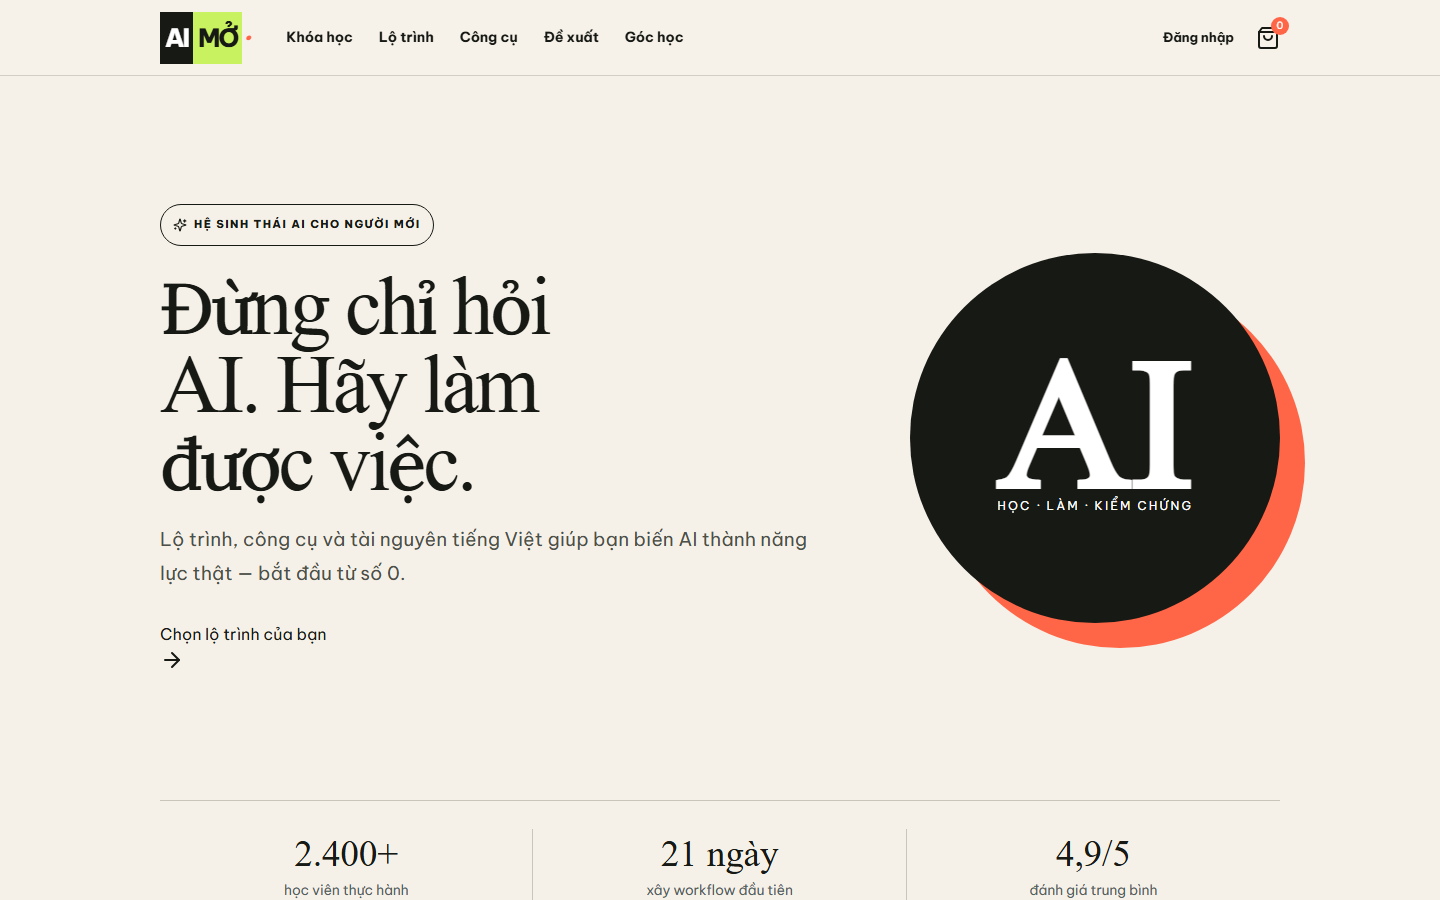 AI MỞ
Khóa học
Lộ trình
Công cụ
Đề xuất
Góc học
Đăng nhập
0
HỆ SINH THÁI AI CHO NGƯỜI MỚI
Đừng chỉ hỏi
AI. Hãy làm
được việc.
Lộ trình, công cụ và tài nguyên tiếng Việt giúp bạn biến AI thành năng
lực thật — bắt đầu từ số 0.
Chọn lộ trình của bạn
AI
HỌC · LÀM · KIỂM CHỨNG
2.400+
học viên thực hành
21 ngày
xây workflow đầu tiên
4,9/5
đánh giá trung bình